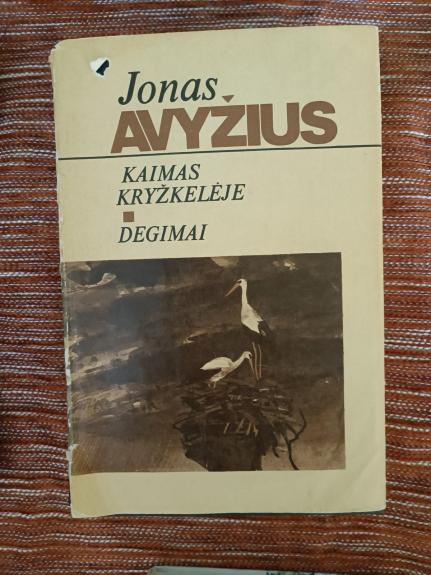 Jonas
AVYŽIUS
KAIMAS
KRYŽKELĖJE
DEGIMAI